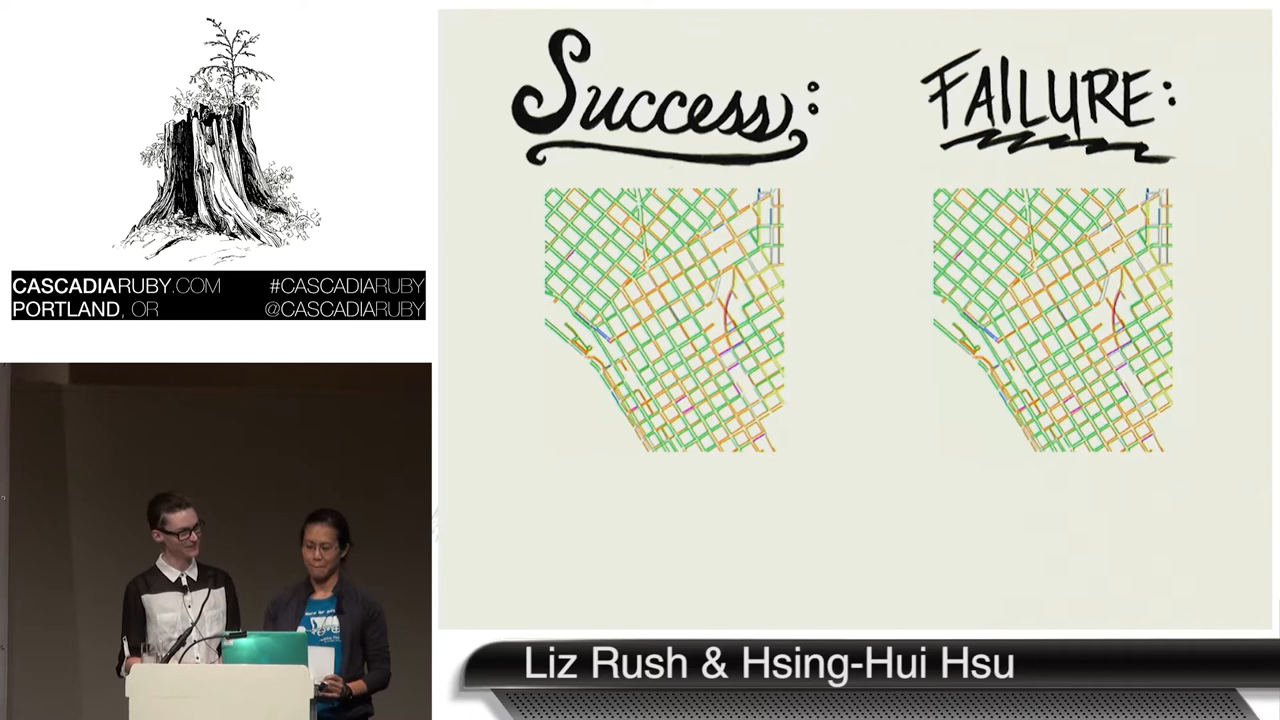 CASCADIARUBY.COM #CASCADIARUBY
PORTLAND, OR @CASCADIARUBY
Success:
FAILURE:
Liz Rush & Hsing-Hui Hsu